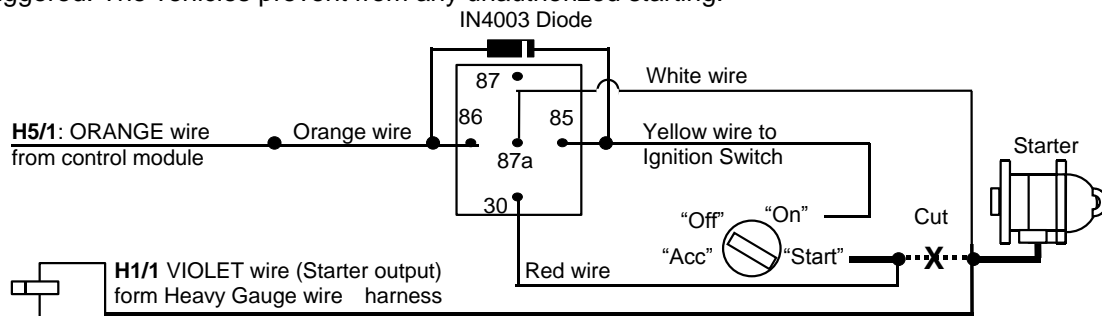 The vehicles prevent from any unauthorized starting.
IN4003 Diode
87
White wire
86
85
H5/1: ORANGE wire
from control module
Orange wire
87a
Yellow wire to
Ignition Switch
Starter
30
“Off”
“On”
Cut
“Acc”
“Start”
X
H1/1 VIOLET wire (Starter output)
form Heavy Gauge wire harness
Red wire